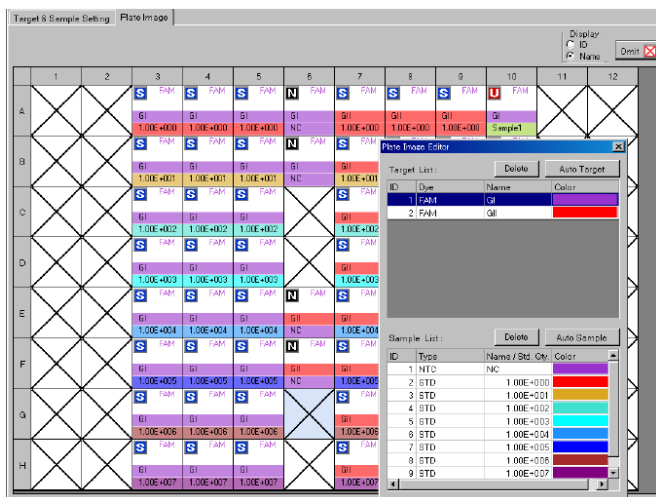 Target & Sample Setting Plate Image
Display
ID
Name
Omit
1 2 3 4 5 6 7 8 9 10 11 12
A
S FAM S FAM S FAM N FAM S FAM S FAM S FAM U FAM
GI GI GI GI GII GII GII GI
1.00E+000 1.00E+000 1.00E+000 NC 1.00E+000 1.00E+000 1.00E+000 Sample1
B
S FAM S FAM S FAM N FAM S
GI GI GI GI GII
1.00E+001 1.00E+001 1.00E+001 NC 1.00E+001
C
S FAM S FAM S FAM S FAM
GI GI GI GII
1.00E+002 1.00E+002 1.00E+002 1.00E+002
D
S FAM S FAM S FAM S FAM
GI GI GI GII
1.00E+003 1.00E+003 1.00E+003 1.00E+003
E
S FAM S FAM S FAM N FAM S FAM
GI GI GI GII GII
1.00E+004 1.00E+004 1.00E+004 NC 1.00E+004
F
S FAM S FAM S FAM N FAM S FAM
GI GI GI GII GII
1.00E+005 1.00E+005 1.00E+005 NC 1.00E+005
G
S FAM S FAM S FAM S FAM
GI GI GI GII
1.00E+006 1.00E+006 1.00E+006 1.00E+006
H
S FAM S FAM S FAM S FAM
GI GI GI GII
1.00E+007 1.00E+007 1.00E+007 1.00E+007
Plate Image Editor
Target List: Delete Auto Target
ID Dye Name Color
1 FAM GI
2 FAM GII
Sample List: Delete Auto Sample
ID Type Name / Std. Qty. Color
1 NTC NC
2 STD 1.00E+000
3 STD 1.00E+001
4 STD 1.00E+002
5 STD 1.00E+003
6 STD 1.00E+004
7 STD 1.00E+005
8 STD 1.00E+006
9 STD 1.00E+007